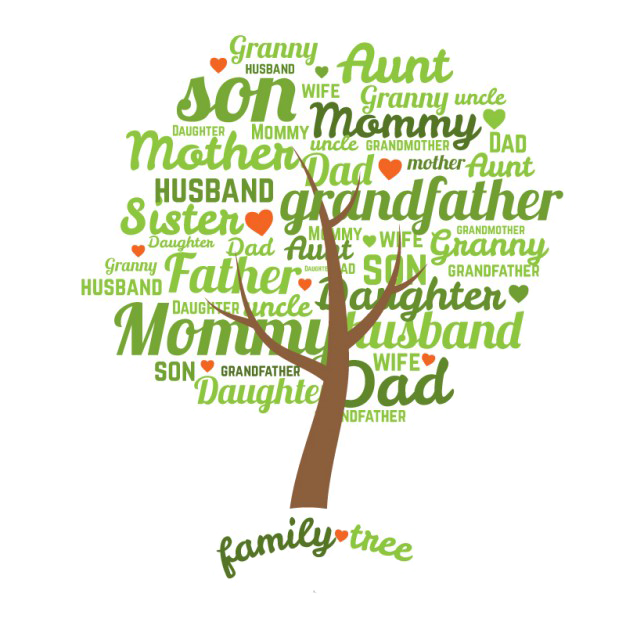 Granny
HUSBAND
Aunt
son
WIFE
Granny uncle
DAUGHTER
MOMMY
Mommy
DAD
Mother
uncle
GRANDMOTHER
Dad
mother
Aunt
HUSBAND
grandfather
Sister
MOMMY
WIFE
GRANDMOTHER
Daughter
Dad
Aunt
Granny
Granny
Father
DAUGHTER
DAD
SON
GRANDFATHER
HUSBAND
DAUGHTER
uncle
Daughter
Mommy
husband
SON
GRANDFATHER
WIFE
Daughte
Dad
NDFATHER
family tree